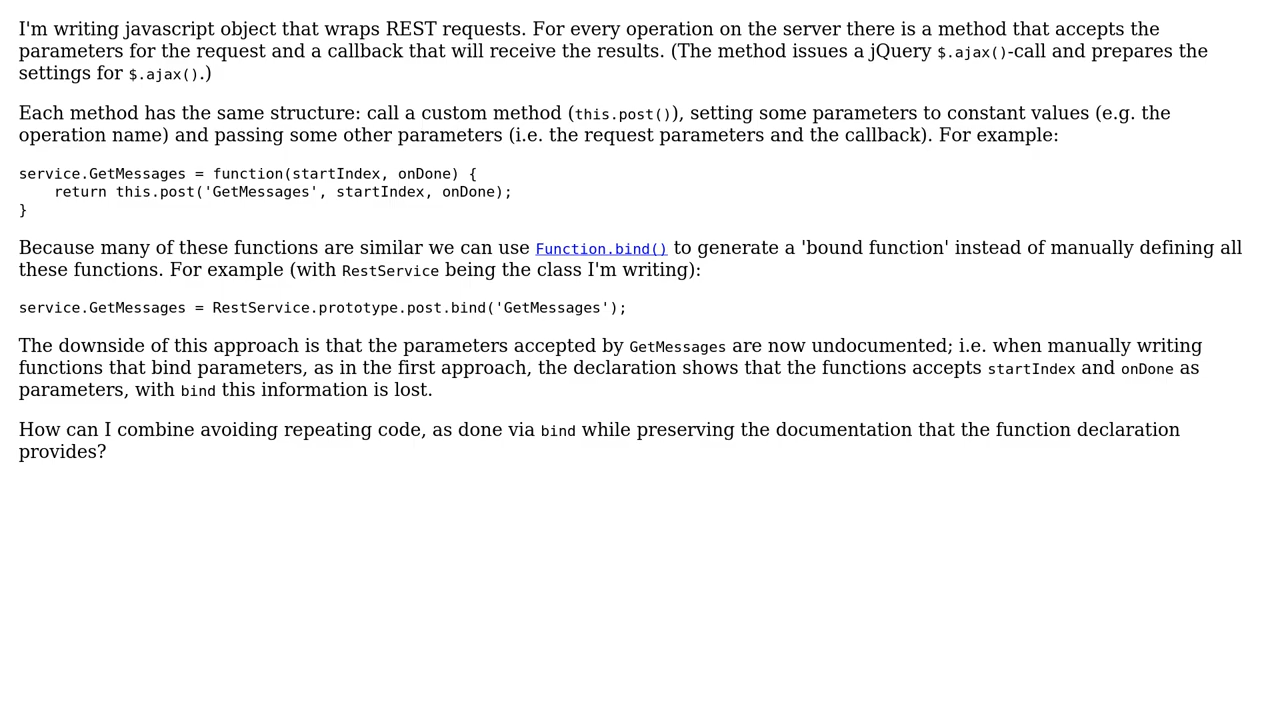 I'm writing javascript object that wraps REST requests. For every operation on the server there is a method that accepts the
parameters for the request and a callback that will receive the results. (The method issues a jQuery $.ajax()-call and prepares the
settings for $.ajax().)
Each method has the same structure: call a custom method (this.post()), setting some parameters to constant values (e.g. the
operation name) and passing some other parameters (i.e. the request parameters and the callback). For example:
service.GetMessages = function(startIndex, onDone) {
    return this.post('GetMessages', startIndex, onDone);
}
Because many of these functions are similar we can use Function.bind() to generate a 'bound function' instead of manually defining all
these functions. For example (with RestService being the class I'm writing):
service.GetMessages = RestService.prototype.post.bind('GetMessages');
The downside of this approach is that the parameters accepted by GetMessages are now undocumented; i.e. when manually writing
functions that bind parameters, as in the first approach, the declaration shows that the functions accepts startIndex and onDone as
parameters, with bind this information is lost.
How can I combine avoiding repeating code, as done via bind while preserving the documentation that the function declaration
provides?